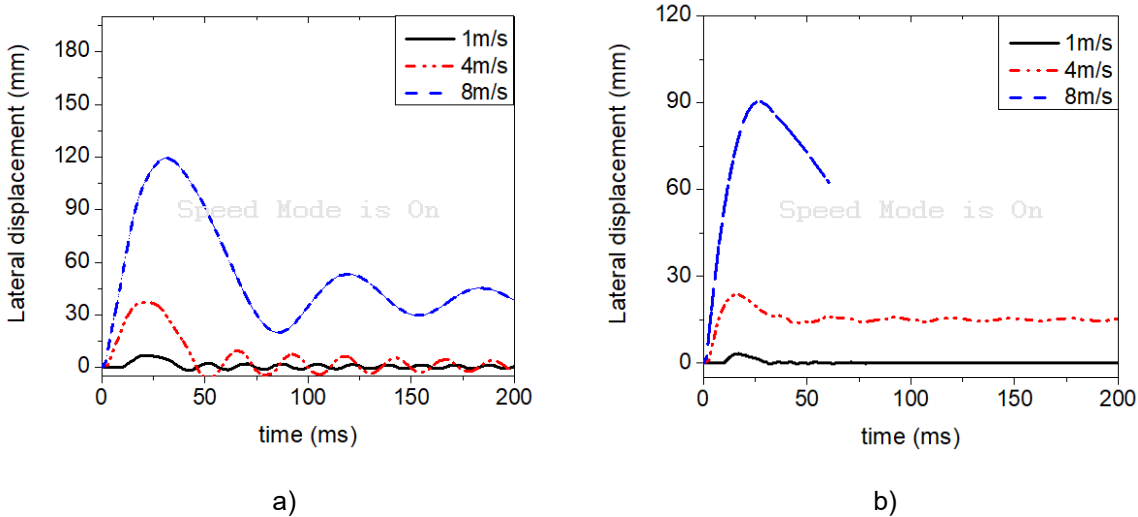 180
150
120
90
60
30
0
0
50
100
150
200
Lateral displacement (mm)
time (ms)
1m/s
4m/s
8m/s
Speed Mode is On
a)
120
90
60
30
0
0
50
100
150
200
Lateral displacement (mm)
time (ms)
1m/s
4m/s
8m/s
Speed Mode is On
b)